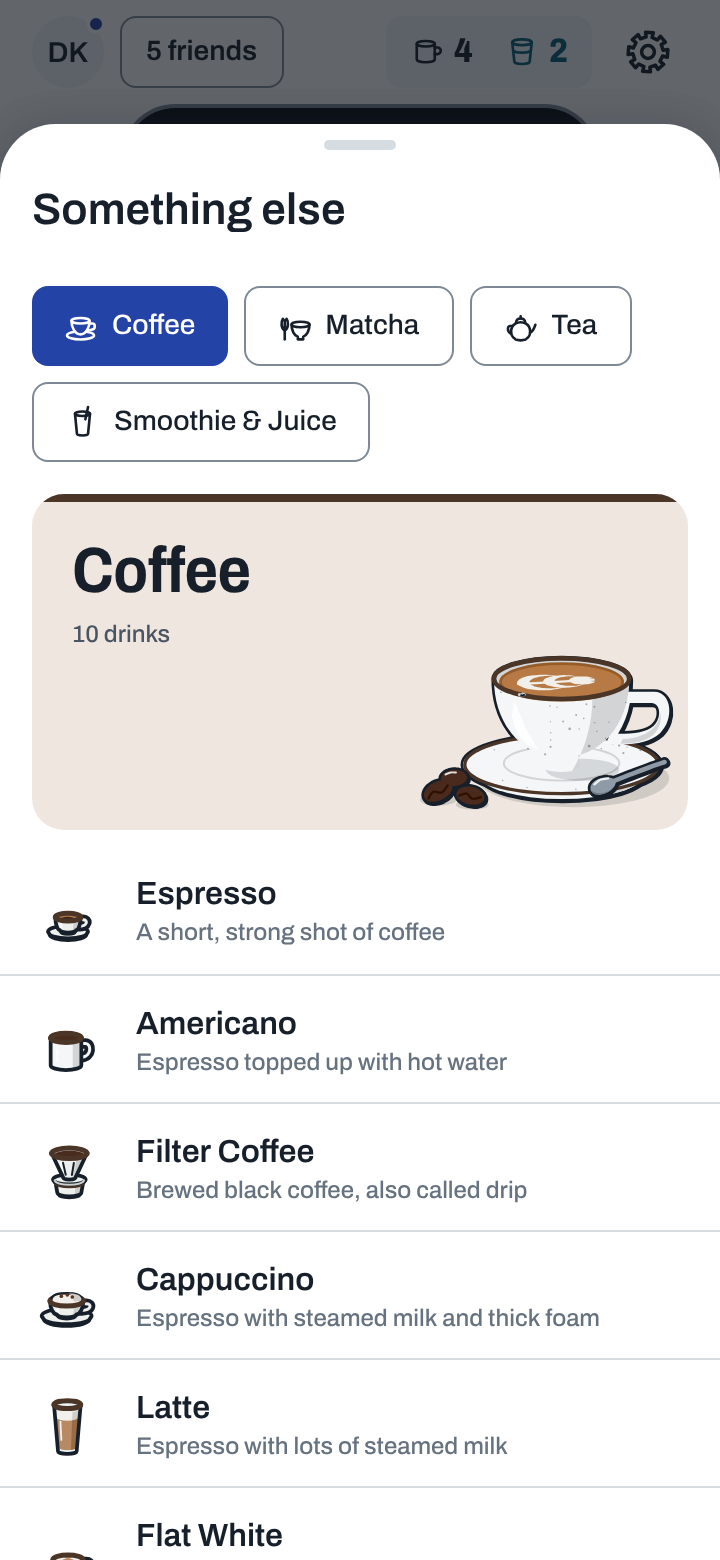 DK
5 friends
4
2
Something else
Coffee
Matcha
Tea
Smoothie & Juice
Coffee
10 drinks
Espresso
A short, strong shot of coffee
Americano
Espresso topped up with hot water
Filter Coffee
Brewed black coffee, also called drip
Cappuccino
Espresso with steamed milk and thick foam
Latte
Espresso with lots of steamed milk
Flat White